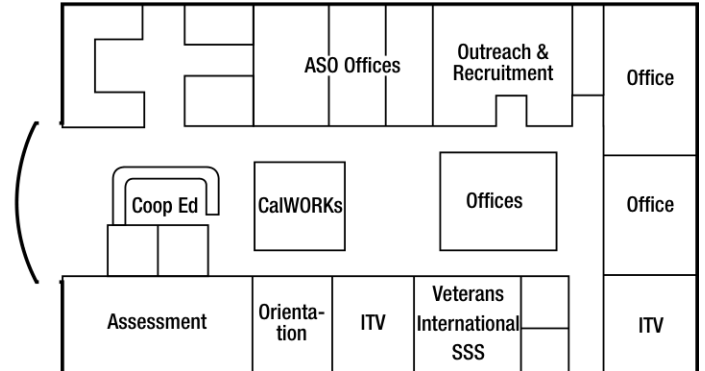 ASO Offices
Outreach &
Recruitment
Office
Coop Ed
CalWORKs
Offices
Office
Assessment
Orienta-
tion
ITV
Veterans
International
SSS
ITV